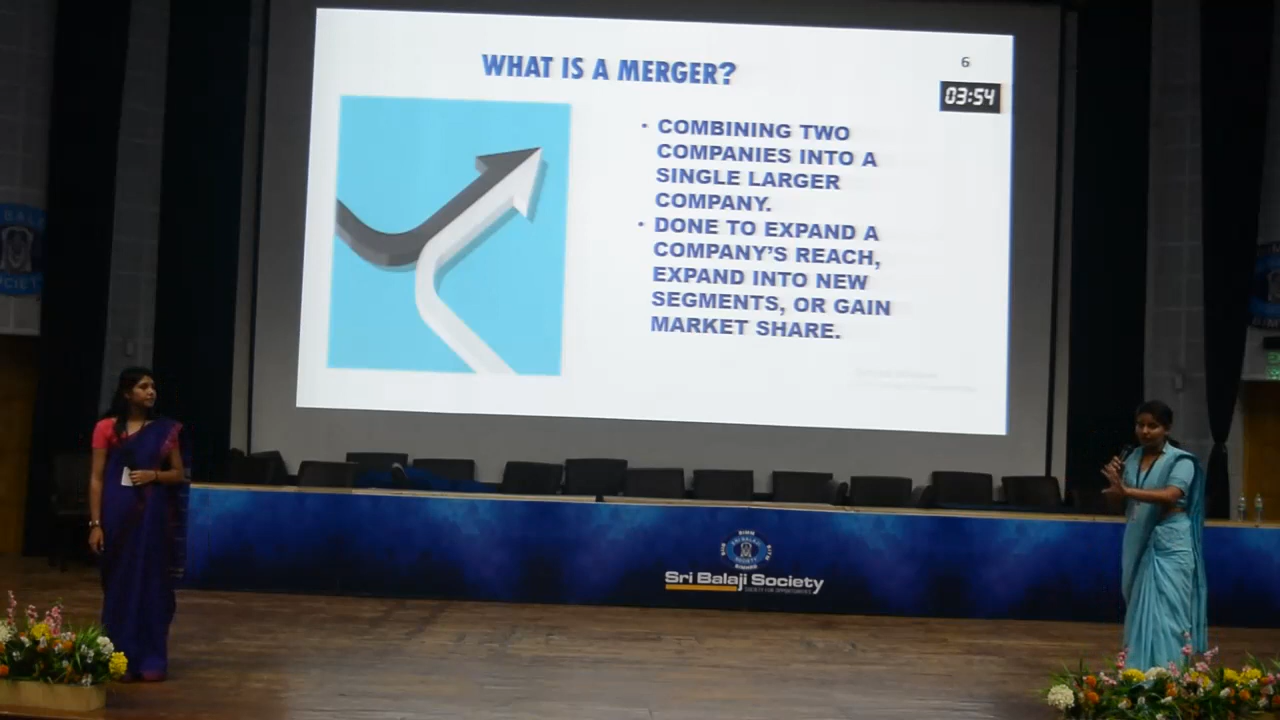 WHAT IS A MERGER?
6
03:54
• COMBINING TWO
COMPANIES INTO A
SINGLE LARGER
COMPANY.
• DONE TO EXPAND A
COMPANY'S REACH,
EXPAND INTO NEW
SEGMENTS, OR GAIN
MARKET SHARE.
Sri Balaji Society